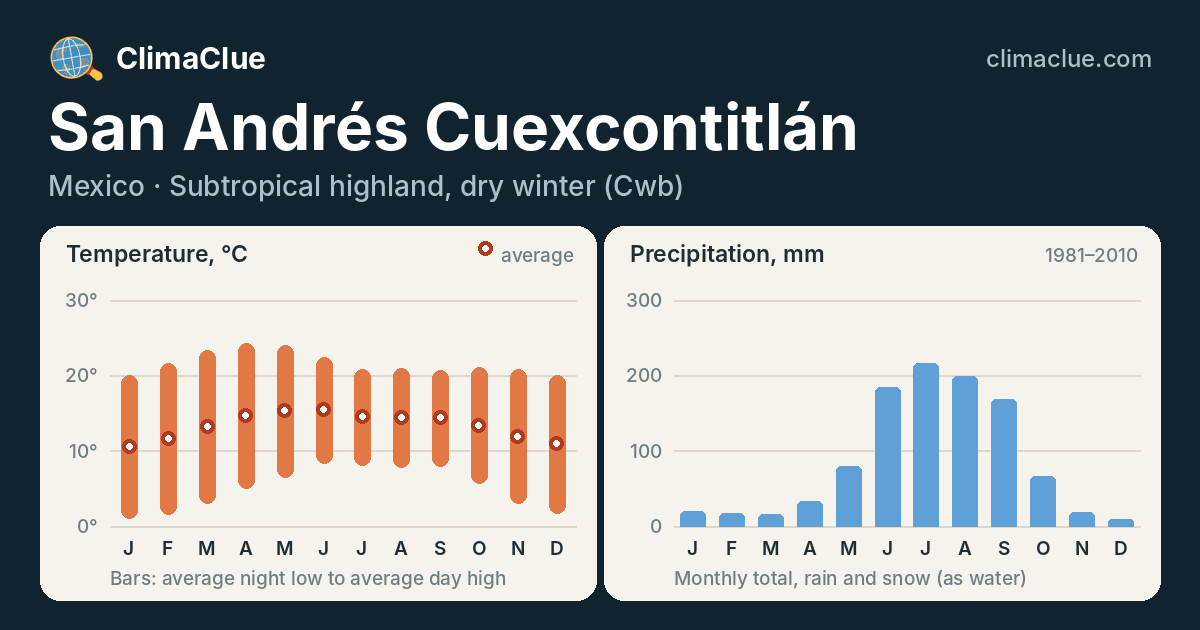 ClimaClue
climaclue.com
San Andrés Cuexcontitlán
Mexico · Subtropical highland, dry winter (Cwb)
Temperature, °C
average
30°
20°
10°
0°
J F M A M J J A S O N D
Bars: average night low to average day high
Precipitation, mm
1981–2010
300
200
100
0
J F M A M J J A S O N D
Monthly total, rain and snow (as water)